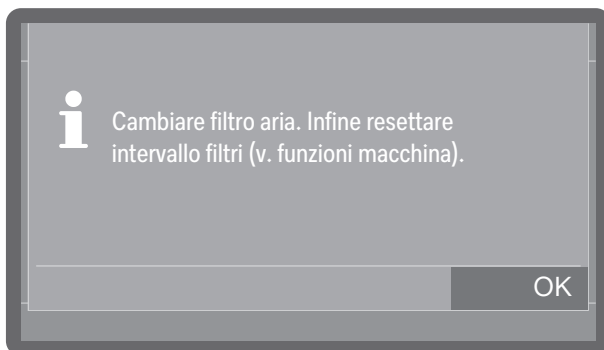 Cambiare filtro aria. Infine resettare
intervallo filtri (v. funzioni macchina).
OK